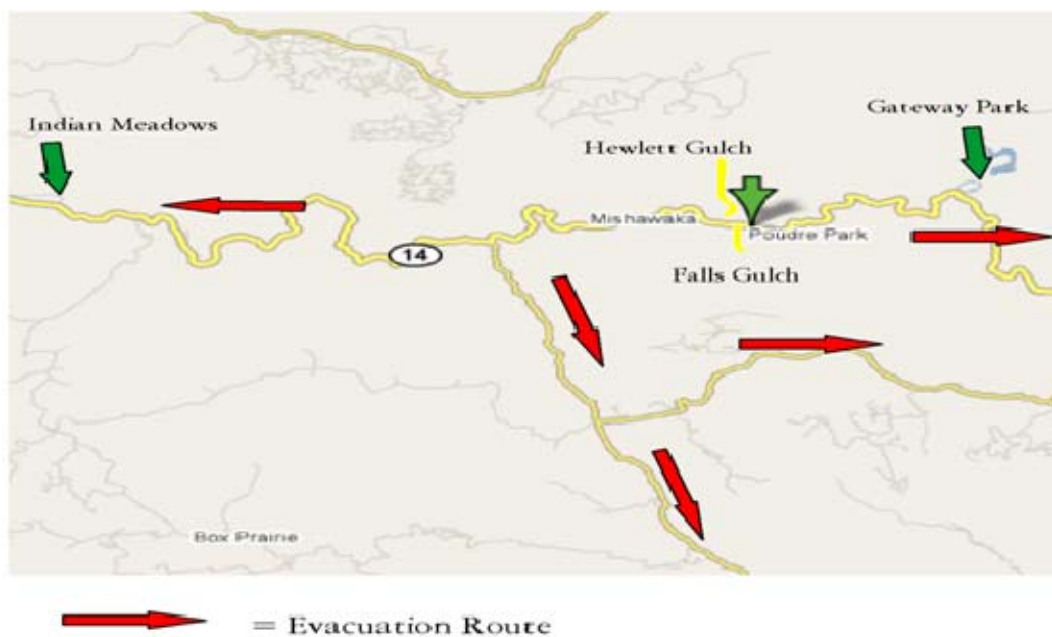 Indian Meadows
Gateway Park
Hewlett Gulch
Mishawaka
Poudre Park
14
Falls Gulch
Box Prairie
= Evacuation Route